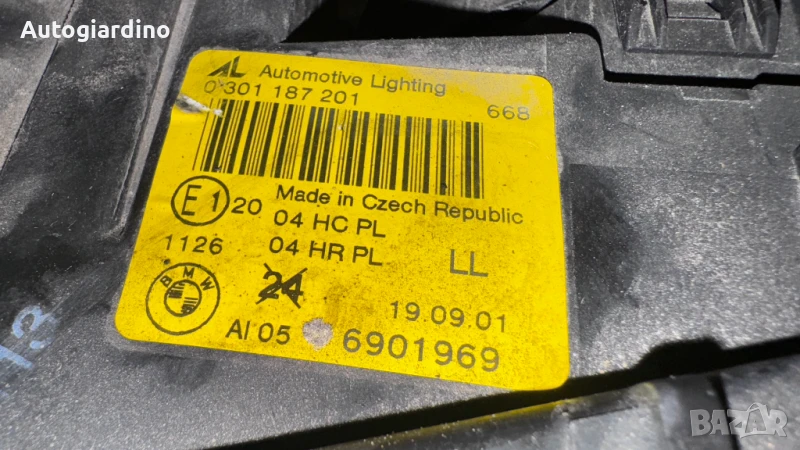 Autogiardino
AL Automotive Lighting
0 301 187 201
668
Made in Czech Republic
E1 20 04 HC PL
1126 04 HR PL LL
BMW
24
19.09.01
AI 05 6901969
BAZAR